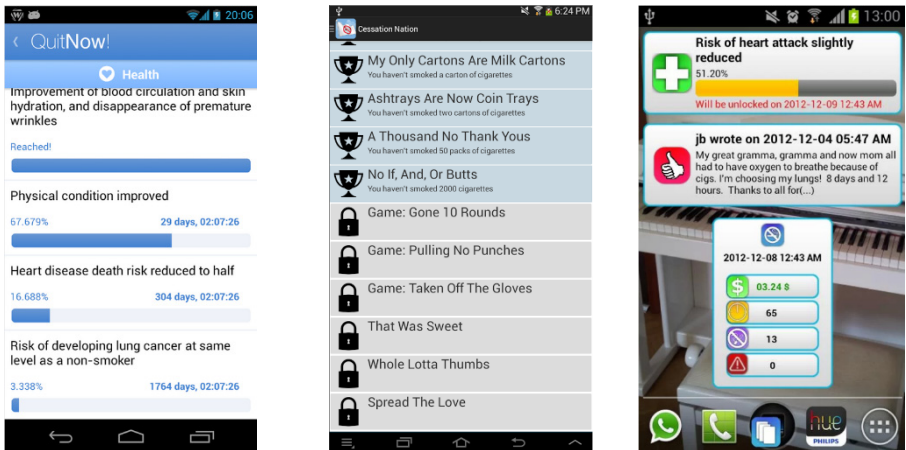 20:06
QuitNow!
Health
Improvement of blood circulation and skin
hydration, and disappearance of premature
wrinkles
Reached!
Physical condition improved
67.679% 29 days, 02:07:26
Heart disease death risk reduced to half
16.688% 304 days, 02:07:26
Risk of developing lung cancer at same
level as a non-smoker
3.338% 1764 days, 02:07:26
6:24 PM
Cessation Nation
My Only Cartons Are Milk Cartons
You haven't smoked a carton of cigarettes
Ashtrays Are Now Coin Trays
You haven't smoked two cartons of cigarettes
A Thousand No Thank Yous
You haven't smoked 50 packs of cigarettes
No If, And, Or Butts
You haven't smoked 2000 cigarettes
Game: Gone 10 Rounds
Game: Pulling No Punches
Game: Taken Off The Gloves
That Was Sweet
Whole Lotta Thumbs
Spread The Love
13:00
Risk of heart attack slightly
reduced
51.20%
Will be unlocked on 2012-12-09 12:43 AM
jb wrote on 2012-12-04 05:47 AM
My great gramma, gramma and now mom all
had to have oxygen to breathe because of
cigs. I'm choosing my lungs! 8 days and 12
hours. Thanks to all for(...)
2012-12-08 12:43 AM
$ 03.24 $
65
13
0
hue
PHILIPS